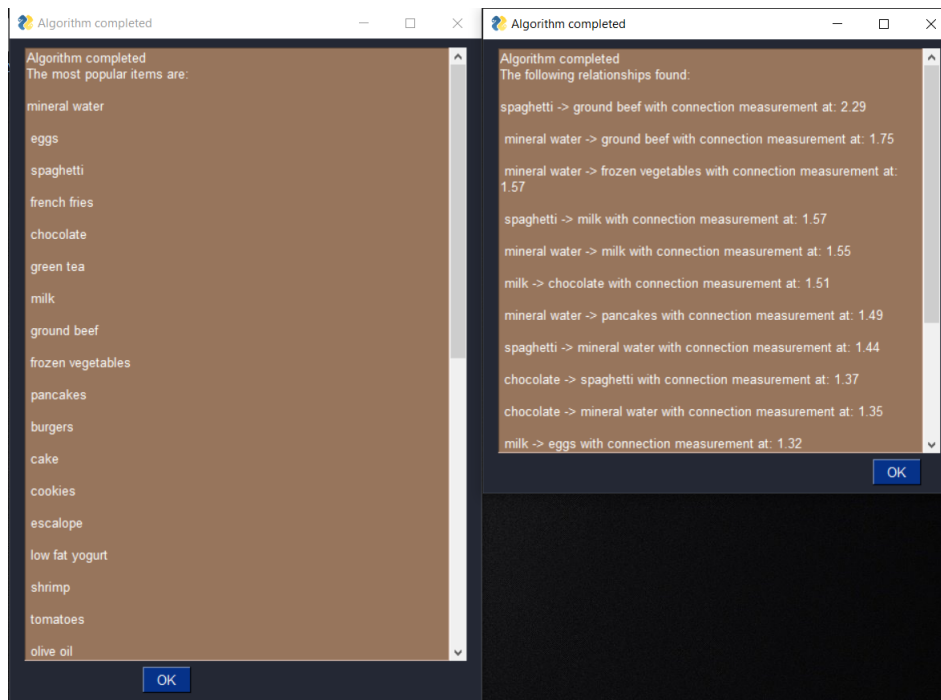 Algorithm completed
Algorithm completed
The most popular items are:
mineral water
eggs
spaghetti
french fries
chocolate
green tea
milk
ground beef
frozen vegetables
pancakes
burgers
cake
cookies
escalope
low fat yogurt
shrimp
tomatoes
olive oil
OK
Algorithm completed
Algorithm completed
The following relationships found:
spaghetti -> ground beef with connection measurement at: 2.29
mineral water -> ground beef with connection measurement at: 1.75
mineral water -> frozen vegetables with connection measurement at:
1.57
spaghetti -> milk with connection measurement at: 1.57
mineral water -> milk with connection measurement at: 1.55
milk -> chocolate with connection measurement at: 1.51
mineral water -> pancakes with connection measurement at: 1.49
spaghetti -> mineral water with connection measurement at: 1.44
chocolate -> spaghetti with connection measurement at: 1.37
chocolate -> mineral water with connection measurement at: 1.35
milk -> eggs with connection measurement at: 1.32
OK